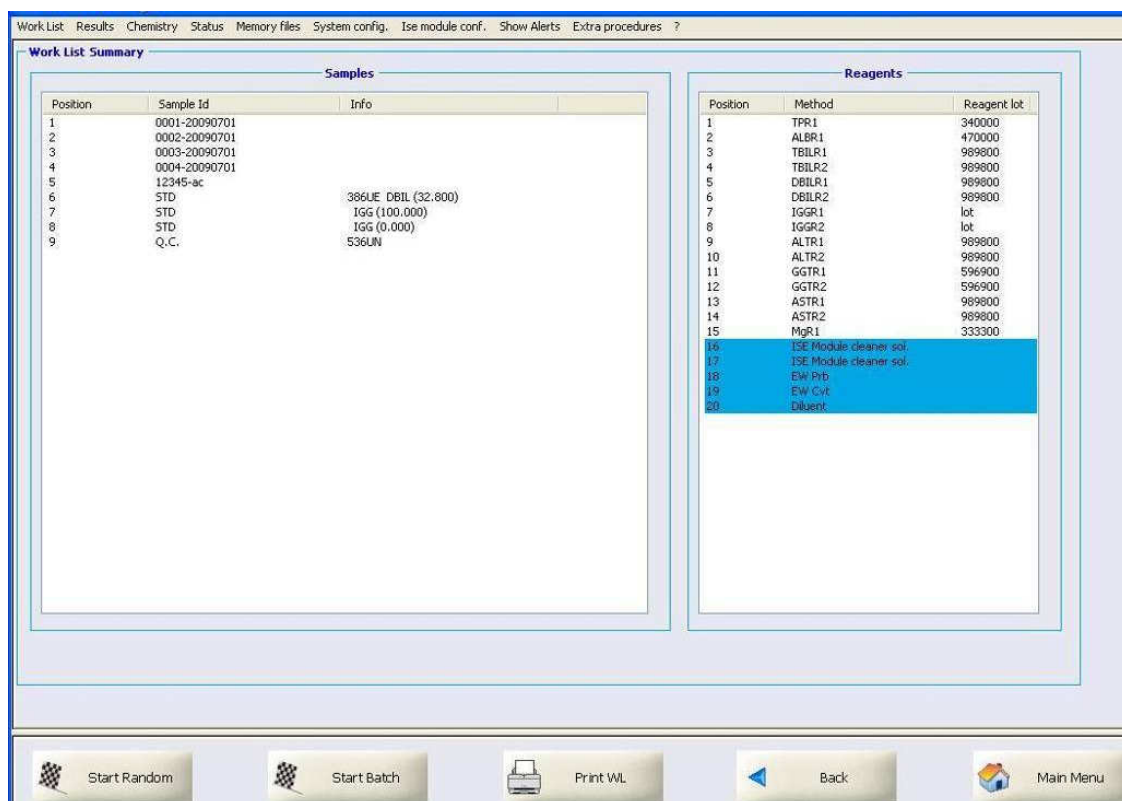 Work List Results Chemistry Status Memory files System config. Ise module conf. Show Alerts Extra procedures ?
Work List Summary
Samples
Position Sample Id Info
1 0001-20090701
2 0002-20090701
3 0003-20090701
4 0004-20090701
5 12345-ac
6 STD 386UE DBIL (32.800)
7 STD IGG (100.000)
8 STD IGG (0.000)
9 Q.C. 536UN
Reagents
Position Method Reagent lot
1 TPR1 340000
2 ALBR1 470000
3 TBILR1 989800
4 TBILR2 989800
5 DBILR1 989800
6 DBILR2 989800
7 IGGR1 lot
8 IGGR2 lot
9 ALTR1 989800
10 ALTR2 989800
11 GGTR1 596900
12 GGTR2 596900
13 ASTR1 989800
14 ASTR2 989800
15 MgR1 333300
16 ISE Module cleaner sol.
17 ISE Module cleaner sol.
18 EW Prb
19 EW Cvt
20 Diluent
Start Random Start Batch Print WL Back Main Menu